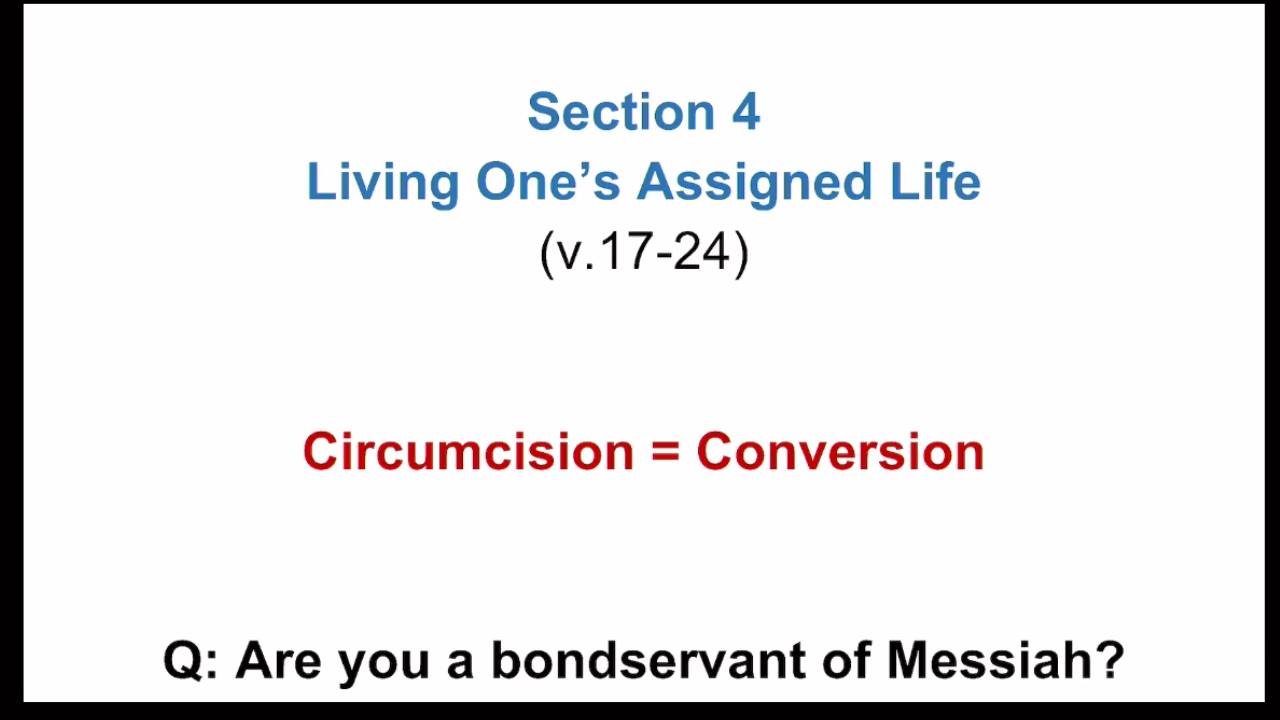 Section 4
Living One’s Assigned Life
(v.17-24)
Circumcision = Conversion
Q: Are you a bondservant of Messiah?